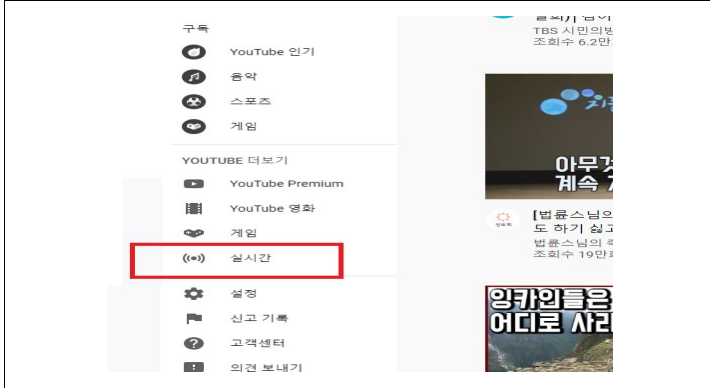 구독
YouTube 인기
음악
스포츠
게임
YOUTUBE 더보기
YouTube Premium
YouTube 영화
게임
실시간
설정
신고 기록
고객센터
의견 보내기
TBS 시민의방
조회수 6.2만
아무것
계속
[법륜스님의
도 하기 싫고
법륜스님의
조회수 19만회
잉카인들은
어디로 사라